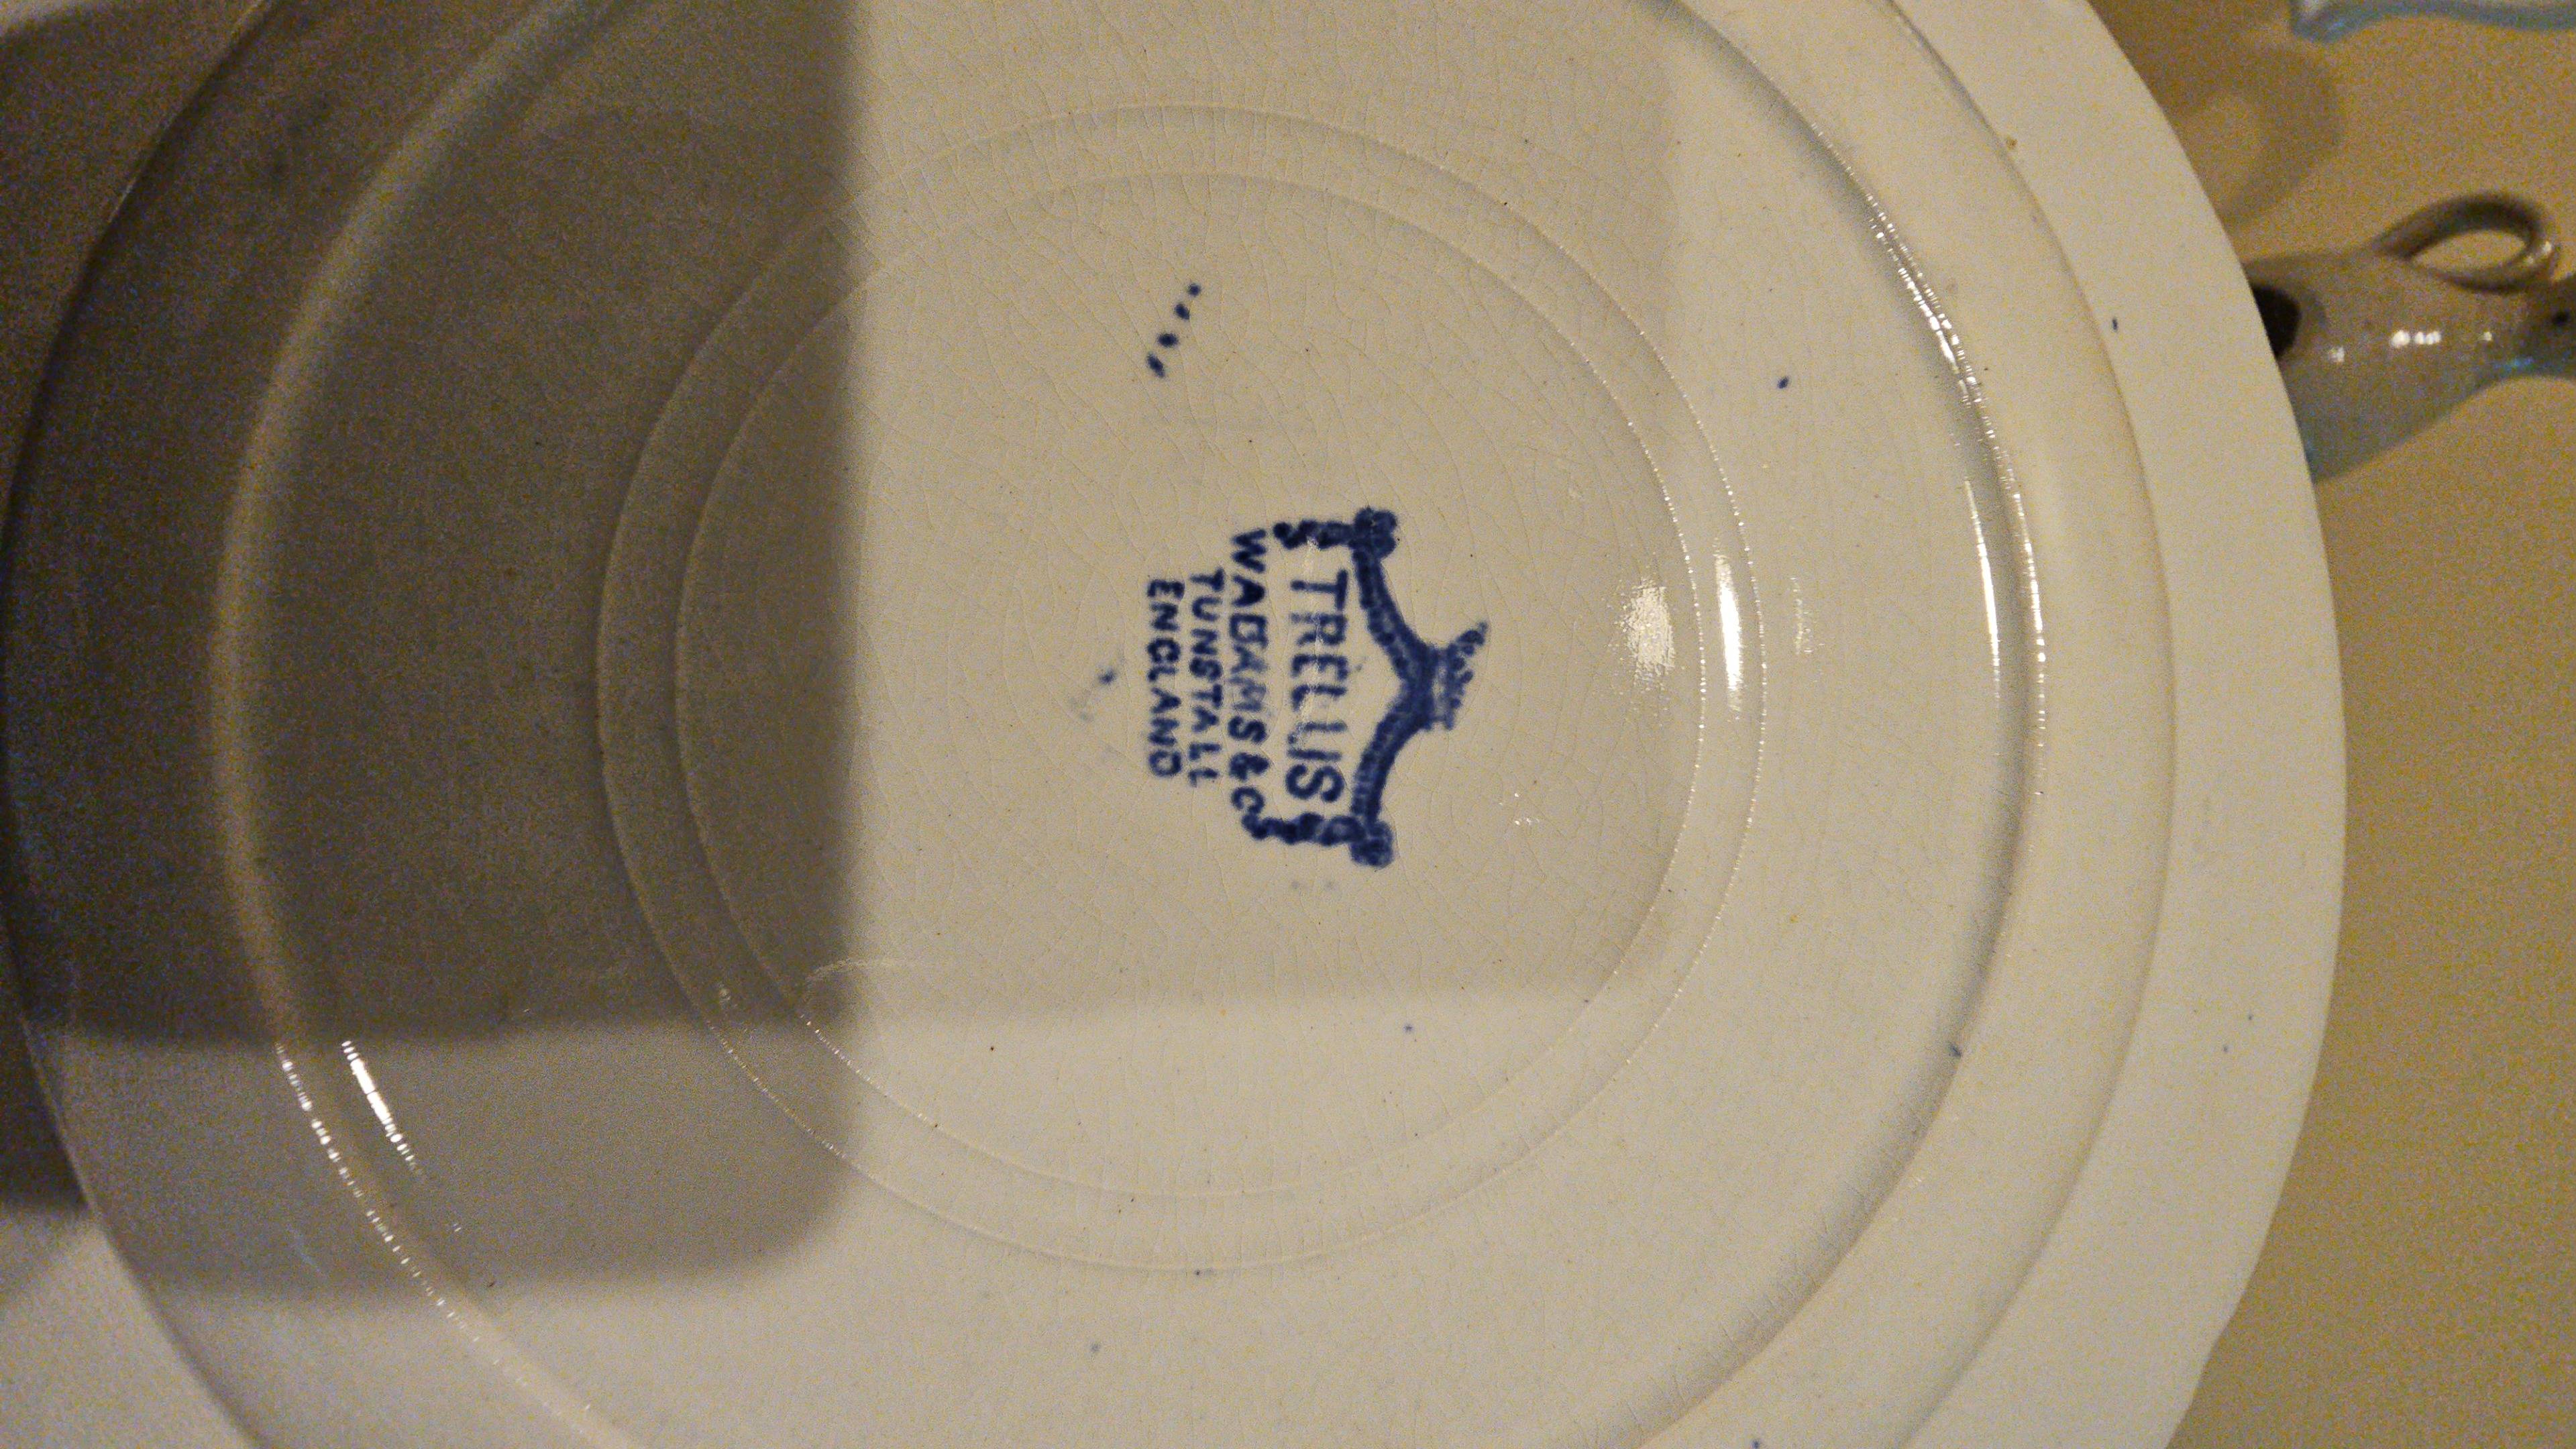 TRELLIS
W ADAMS & Co
TUNSTALL
ENGLAND